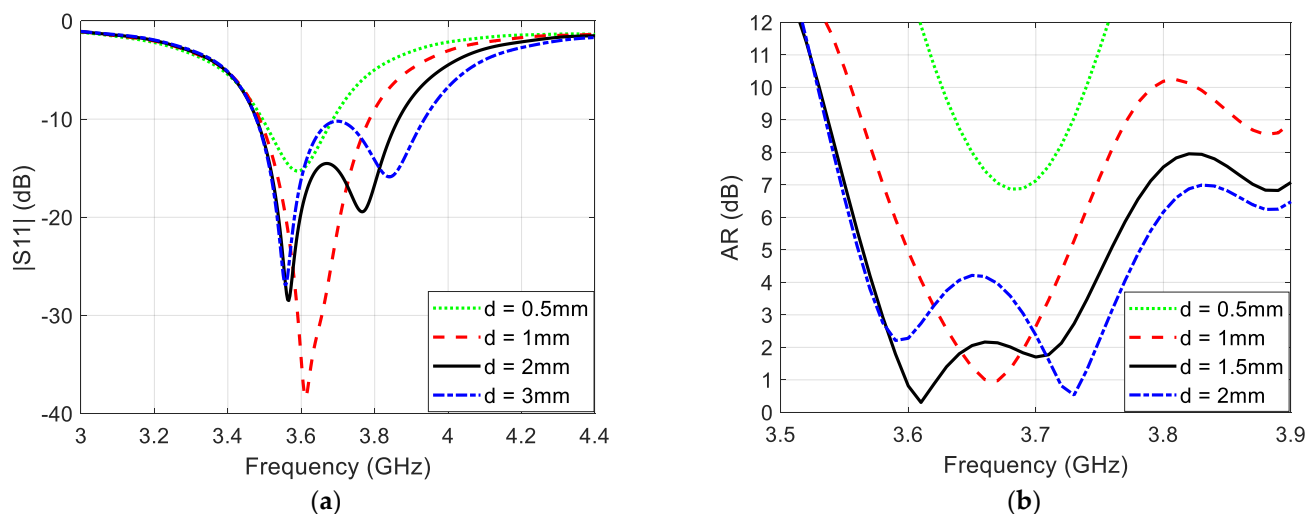 0
-10
-20
-30
-40
|S11| (dB)
3 3.2 3.4 3.6 3.8 4 4.2 4.4
Frequency (GHz)
d = 0.5mm
d = 1mm
d = 2mm
d = 3mm
(a)
12
11
10
9
8
7
6
5
4
3
2
1
0
AR (dB)
3.5 3.6 3.7 3.8 3.9
Frequency (GHz)
d = 0.5mm
d = 1mm
d = 1.5mm
d = 2mm
(b)